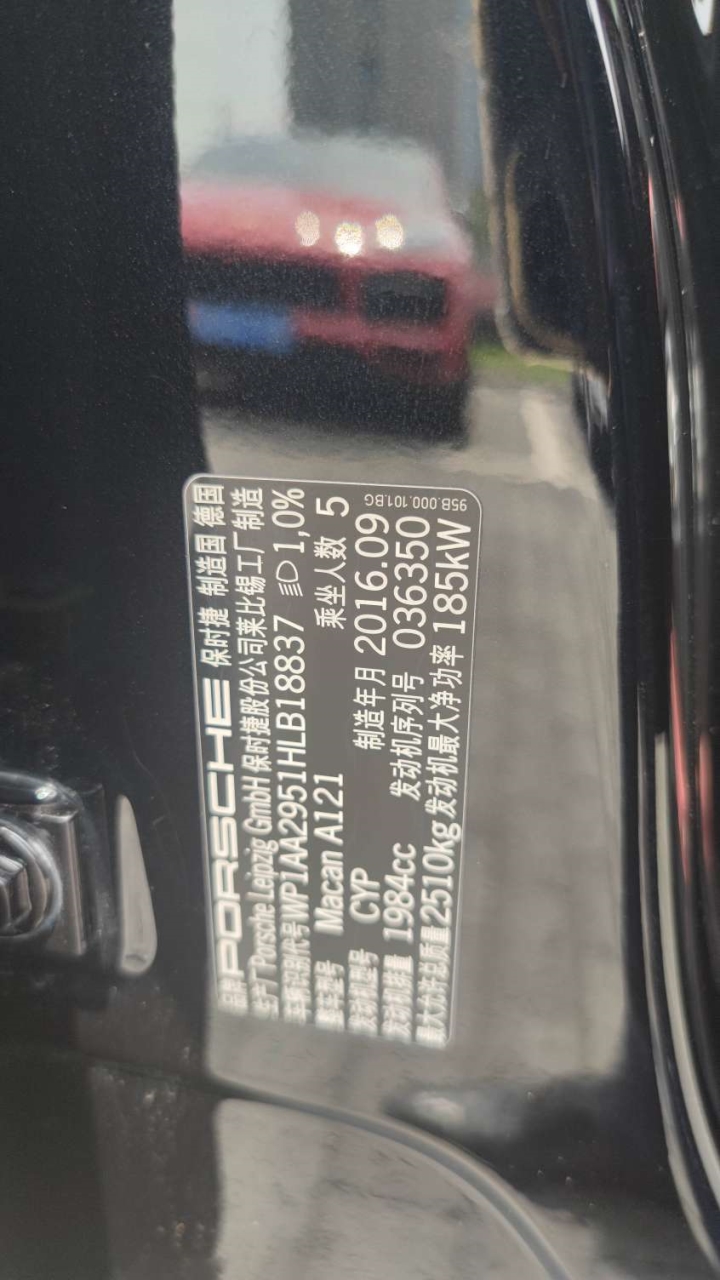 品牌 PORSCHE 保时捷 制造国 德国
生产厂 Porsche Leipzig GmbH 保时捷股份公司莱比锡工厂制造
车辆识别代号 WP1AA2951HLB18837 1,0%
整车型号 Macan A121 乘坐人数 5
发动机型号 CYP 制造年月 2016.09
发动机排量 1984cc 发动机序列号 036350
最大允许总质量 2510kg 发动机最大净功率 185kW
95B.000.101.BG